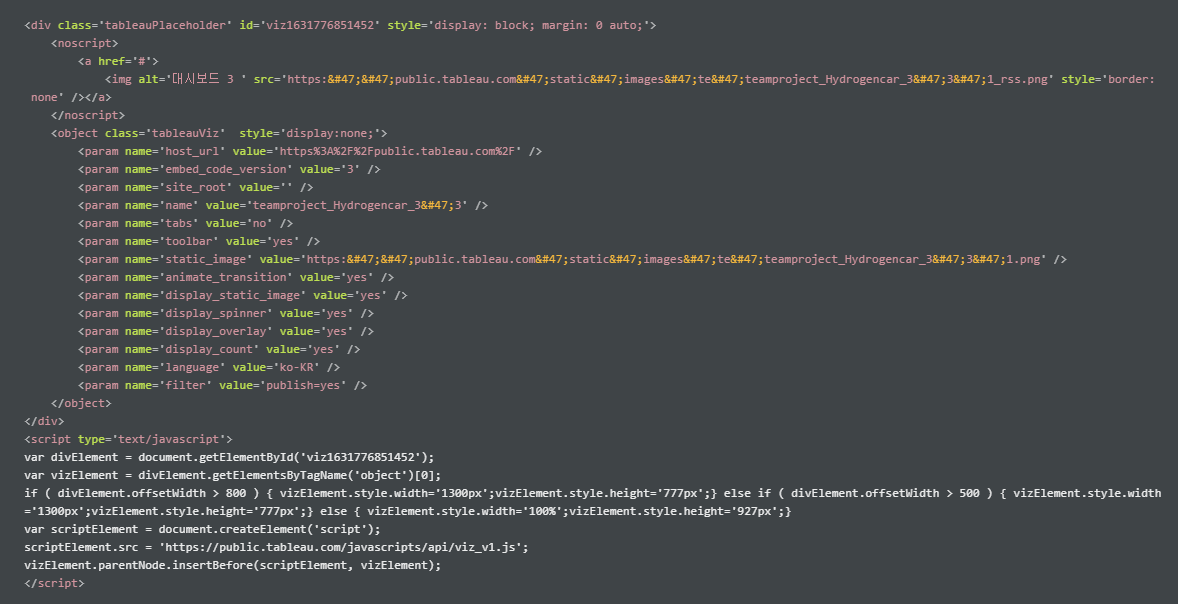 <div class='tableauPlaceholder' id='viz1631776851452' style='display: block; margin: 0 auto;'>
    <noscript>
        <a href='#'>
            <img alt='대시보드 3 ' src='https:&#47;&#47;public.tableau.com&#47;static&#47;images&#47;te&#47;teamproject_Hydrogencar_3&#47;3&#47;1_rss.png' style='border:
 none' /></a>
    </noscript>
    <object class='tableauViz'  style='display:none;'>
        <param name='host_url' value='https%3A%2F%2Fpublic.tableau.com%2F' />
        <param name='embed_code_version' value='3' />
        <param name='site_root' value='' />
        <param name='name' value='teamproject_Hydrogencar_3&#47;3' />
        <param name='tabs' value='no' />
        <param name='toolbar' value='yes' />
        <param name='static_image' value='https:&#47;&#47;public.tableau.com&#47;static&#47;images&#47;te&#47;teamproject_Hydrogencar_3&#47;3&#47;1.png' />
        <param name='animate_transition' value='yes' />
        <param name='display_static_image' value='yes' />
        <param name='display_spinner' value='yes' />
        <param name='display_overlay' value='yes' />
        <param name='display_count' value='yes' />
        <param name='language' value='ko-KR' />
        <param name='filter' value='publish=yes' />
    </object>
</div>
<script type='text/javascript'>
var divElement = document.getElementById('viz1631776851452');
var vizElement = divElement.getElementsByTagName('object')[0];
if ( divElement.offsetWidth > 800 ) { vizElement.style.width='1300px';vizElement.style.height='777px';} else if ( divElement.offsetWidth > 500 ) { vizElement.style.width
='1300px';vizElement.style.height='777px';} else { vizElement.style.width='100%';vizElement.style.height='927px';}
var scriptElement = document.createElement('script');
scriptElement.src = 'https://public.tableau.com/javascripts/api/viz_v1.js';
vizElement.parentNode.insertBefore(scriptElement, vizElement);
</script>